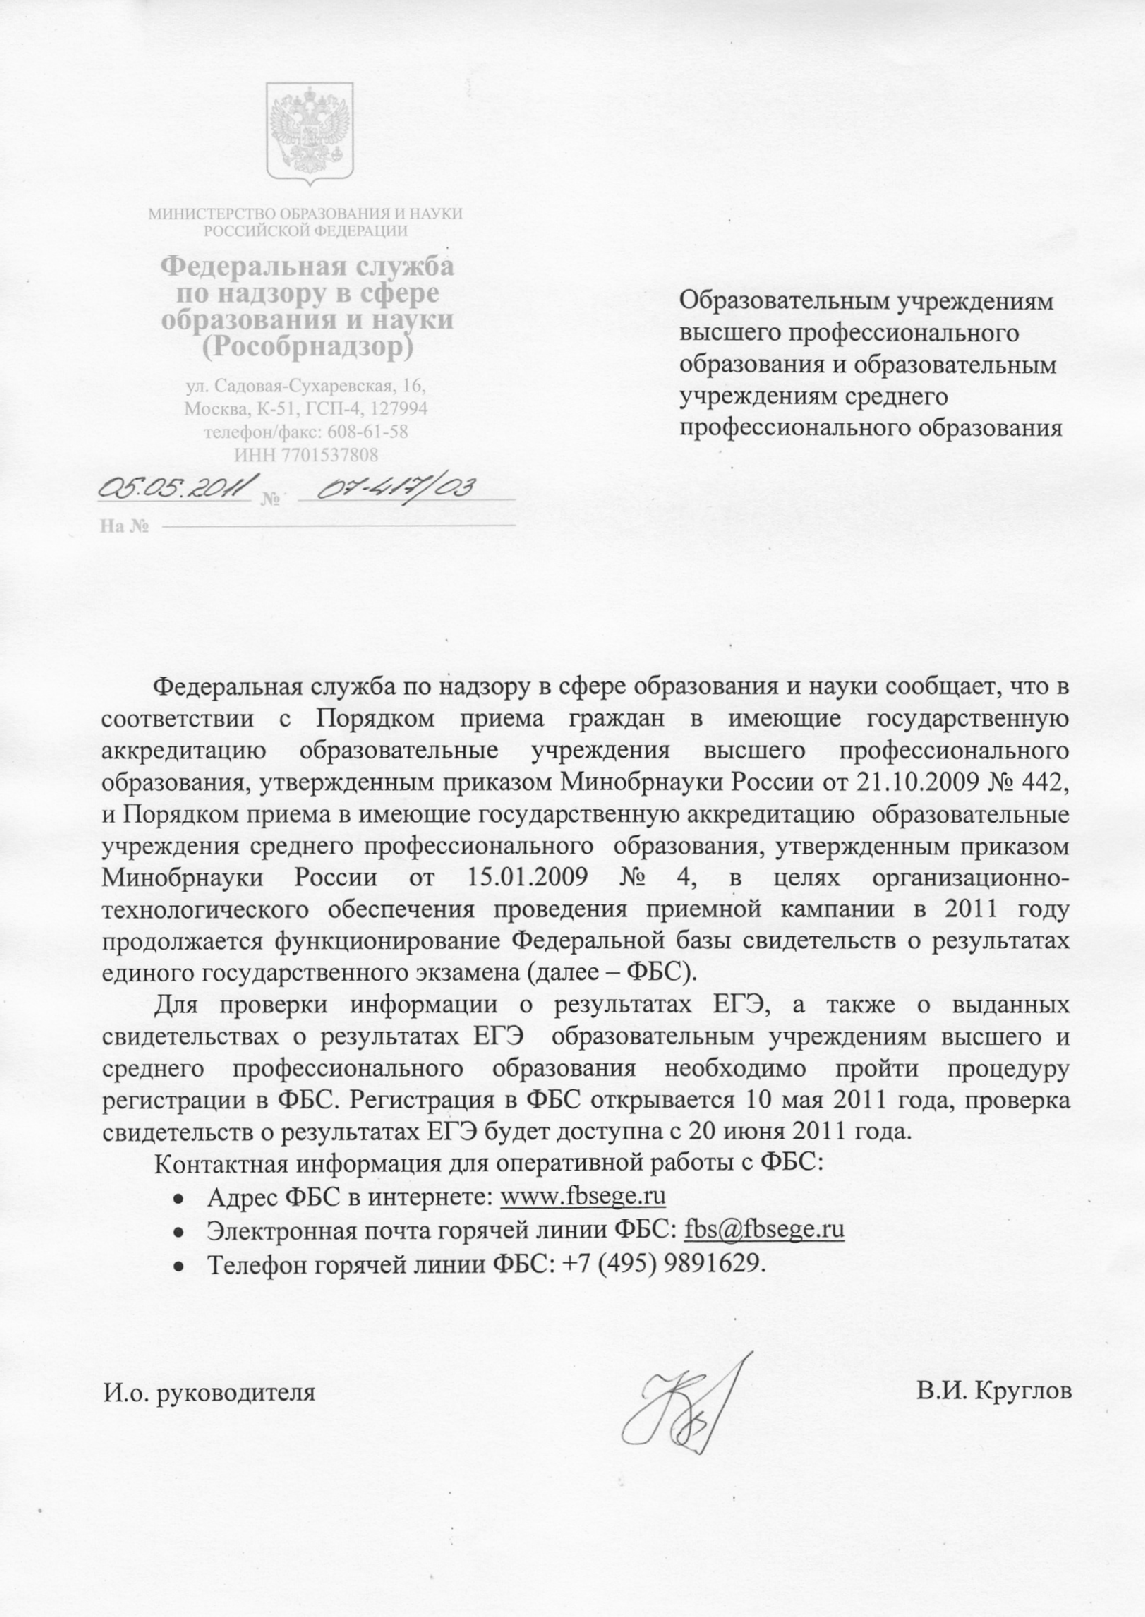 МИНИСТЕРСТВО ОБРАЗОВАНИЯ И НАУКИ
РОССИЙСКОЙ ФЕДЕРАЦИИ
Федеральная служба
по надзору в сфере
образования и науки
(Рособрнадзор)
ул. Садовая-Сухаревская, 16,
Москва, К-51, ГСП-4, 127994
телефон/факс: 608-61-58
ИНН 7701537808
05.05.2011 № 07-417/03
На №
Образовательным учреждениям
высшего профессионального
образования и образовательным
учреждениям среднего
профессионального образования
Федеральная служба по надзору в сфере образования и науки сообщает, что в
соответствии с Порядком приема граждан в имеющие государственную
аккредитацию образовательные учреждения высшего профессионального
образования, утвержденным приказом Минобрнауки России от 21.10.2009 № 442,
и Порядком приема в имеющие государственную аккредитацию образовательные
учреждения среднего профессионального образования, утвержденным приказом
Минобрнауки России от 15.01.2009 № 4, в целях организационно-
технологического обеспечения проведения приемной кампании в 2011 году
продолжается функционирование Федеральной базы свидетельств о результатах
единого государственного экзамена (далее – ФБС).
Для проверки информации о результатах ЕГЭ, а также о выданных
свидетельствах о результатах ЕГЭ образовательным учреждениям высшего и
среднего профессионального образования необходимо пройти процедуру
регистрации в ФБС. Регистрация в ФБС открывается 10 мая 2011 года, проверка
свидетельств о результатах ЕГЭ будет доступна с 20 июня 2011 года.
Контактная информация для оперативной работы с ФБС:
• Адрес ФБС в интернете: www.fbsege.ru
• Электронная почта горячей линии ФБС: fbs@fbsege.ru
• Телефон горячей линии ФБС: +7 (495) 9891629.
И.о. руководителя В.И. Круглов